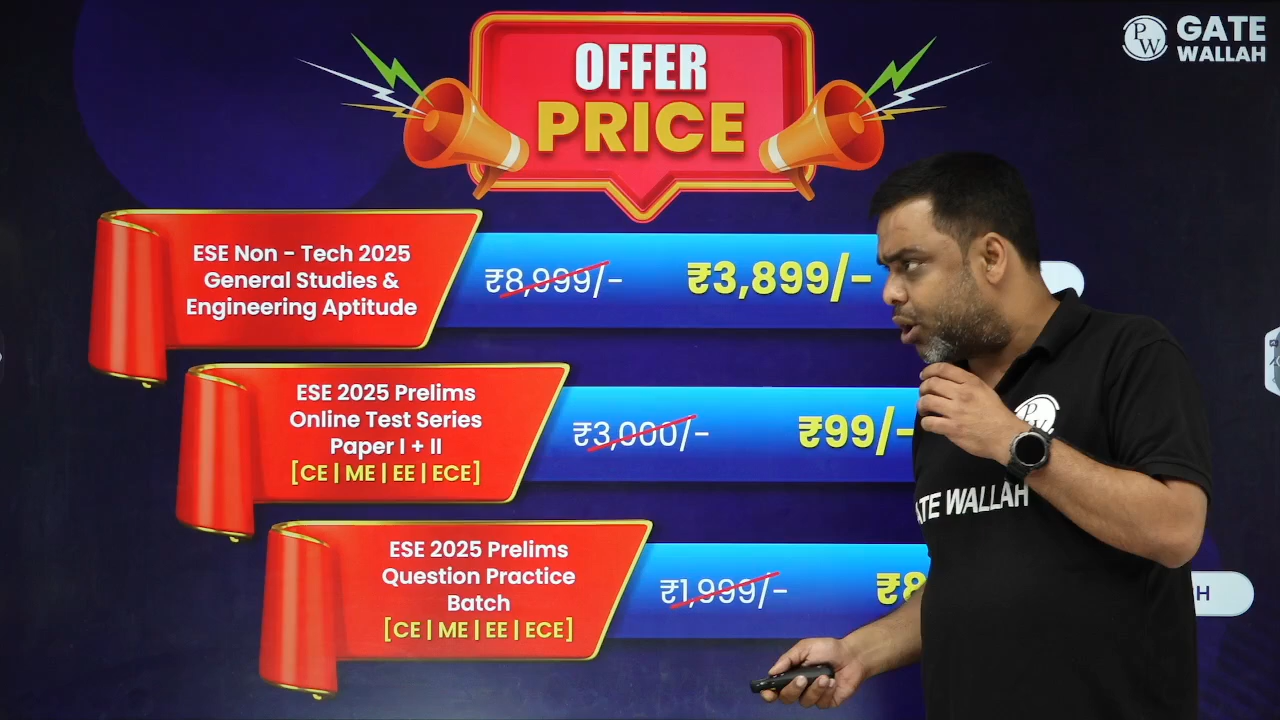 OFFER
PRICE
PW
GATE
WALLAH
ESE Non - Tech 2025
General Studies &
Engineering Aptitude
₹8,999/-
₹3,899/-
ESE 2025 Prelims
Online Test Series
Paper I + II
[CE | ME | EE | ECE]
₹3,000/-
₹99/-
ESE 2025 Prelims
Question Practice
Batch
[CE | ME | EE | ECE]
₹1,999/-
₹8
H
P
ATE WALLAH